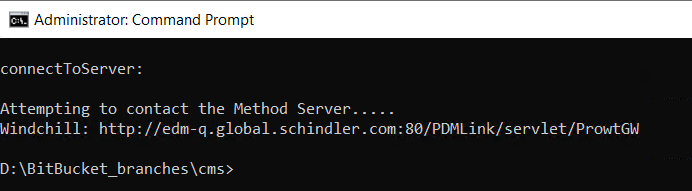 Administrator: Command Prompt
connectToServer:
Attempting to contact the Method Server.....
Windchill: http://edm-q.global.schindler.com:80/PDMLink/servlet/ProwtGW
D:\BitBucket_branches\cms>